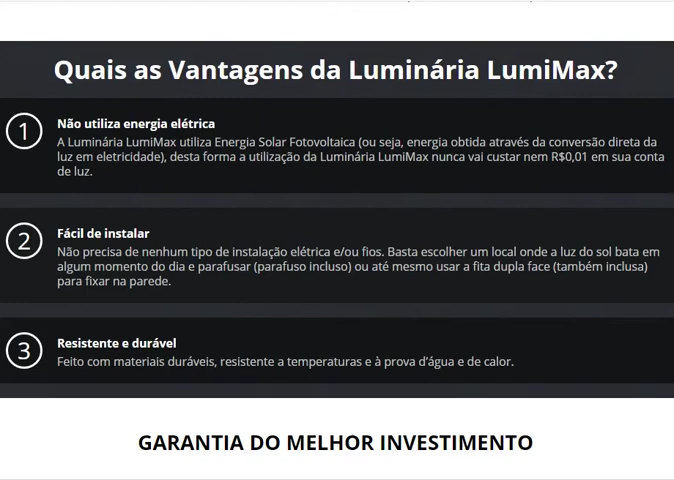 Quais as Vantagens da Luminária LumiMax?
1
Não utiliza energia elétrica
A Luminária LumiMax utiliza Energia Solar Fotovoltaica (ou seja, energia obtida através da conversão direta da
luz em eletricidade), desta forma a utilização da Luminária LumiMax nunca vai custar nem R$0,01 em sua conta
de luz.
2
Fácil de instalar
Não precisa de nenhum tipo de instalação elétrica e/ou fios. Basta escolher um local onde a luz do sol bata em
algum momento do dia e parafusar (parafuso incluso) ou até mesmo usar a fita dupla face (também inclusa)
para fixar na parede.
3
Resistente e durável
Feito com materiais duráveis, resistente a temperaturas e à prova d’água e de calor.
GARANTIA DO MELHOR INVESTIMENTO